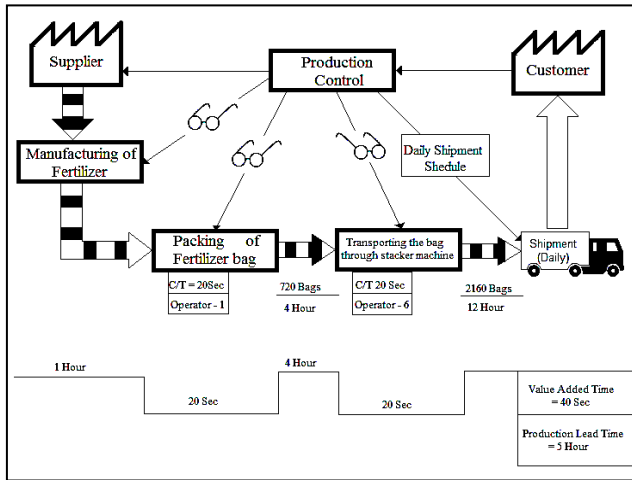 Supplier
Production
Control
Customer
Manufacturing of
Fertilizer
Daily Shipment
Shedule
Packing of
Fertilizer bag
Transporting the bag
through stacker machine
Shipment
(Daily)
C/T = 20Sec
Operator - 1
720 Bags
4 Hour
C/T 20 Sec
Operator - 6
2160 Bags
12 Hour
1 Hour
4 Hour
20 Sec
20 Sec
Value Added Time
= 40 Sec
Production Lead Time
= 5 Hour